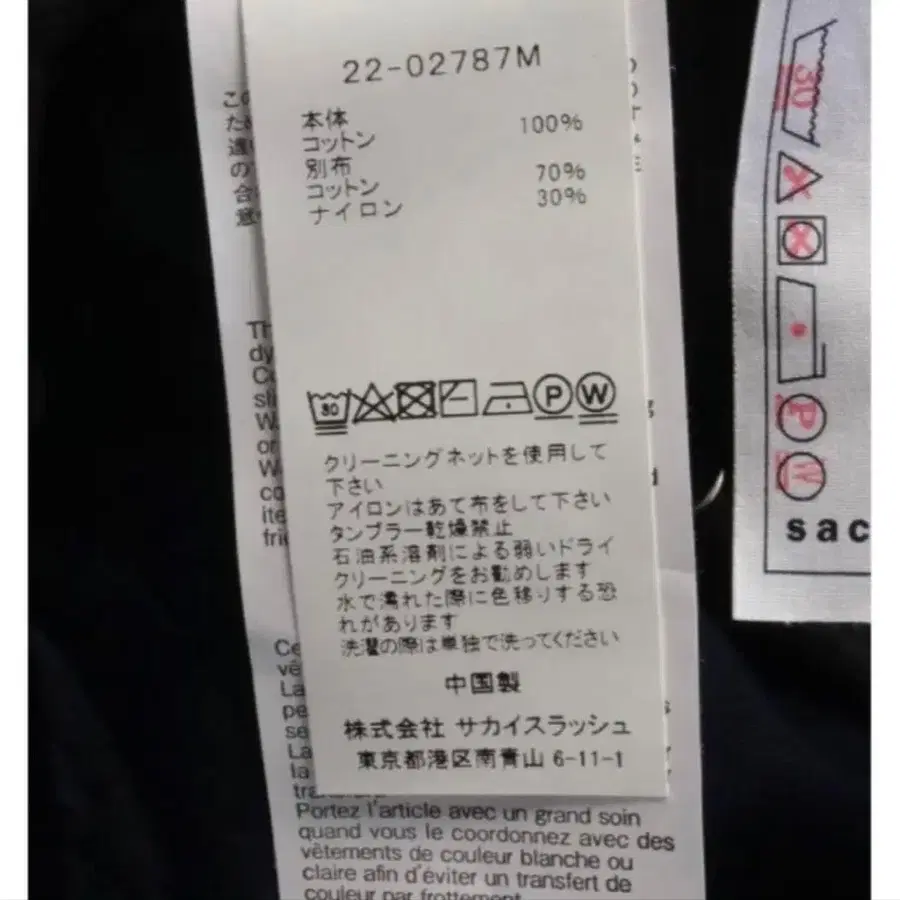 22-02787M
本体
コットン 100%
別布
コットン 70%
ナイロン 30%
30
P
W
クリーニングネットを使用して
下さい
アイロンはあて布をして下さい
タンブラー乾燥禁止
石油系溶剤による弱いドライ
クリーニングをお勧めします
水で濡れた際に色移りする恐
れがあります
洗濯の際は単独で洗ってください
中国製
株式会社 サカイスラッシュ
東京都港区南青山 6-11-1
Portez l'article avec un grand soin
quand vous le coordonnez avec des
vêtements de couleur blanche ou
claire afin d'éviter un transfert de
couleur par frottement
30
P
W
sac